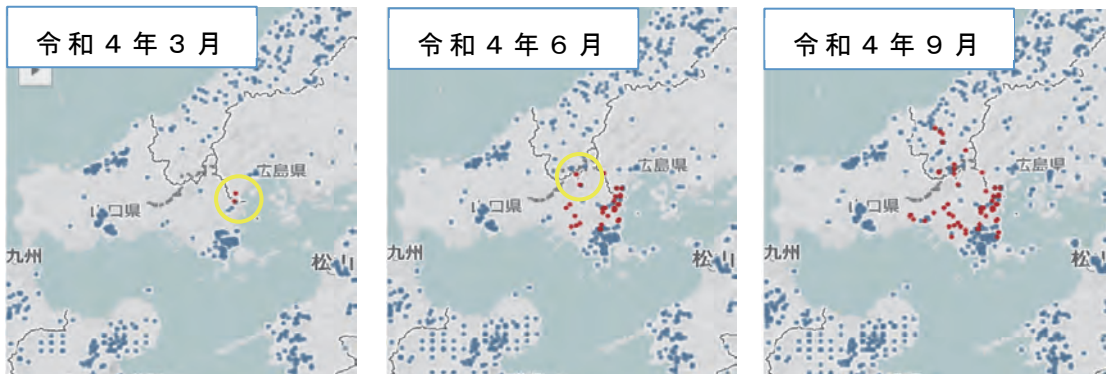 令和４年３月
広島県
山口県
九州
松山
令和４年６月
広島県
山口県
九州
松山
令和４年９月
広島県
山口県
九州
松山